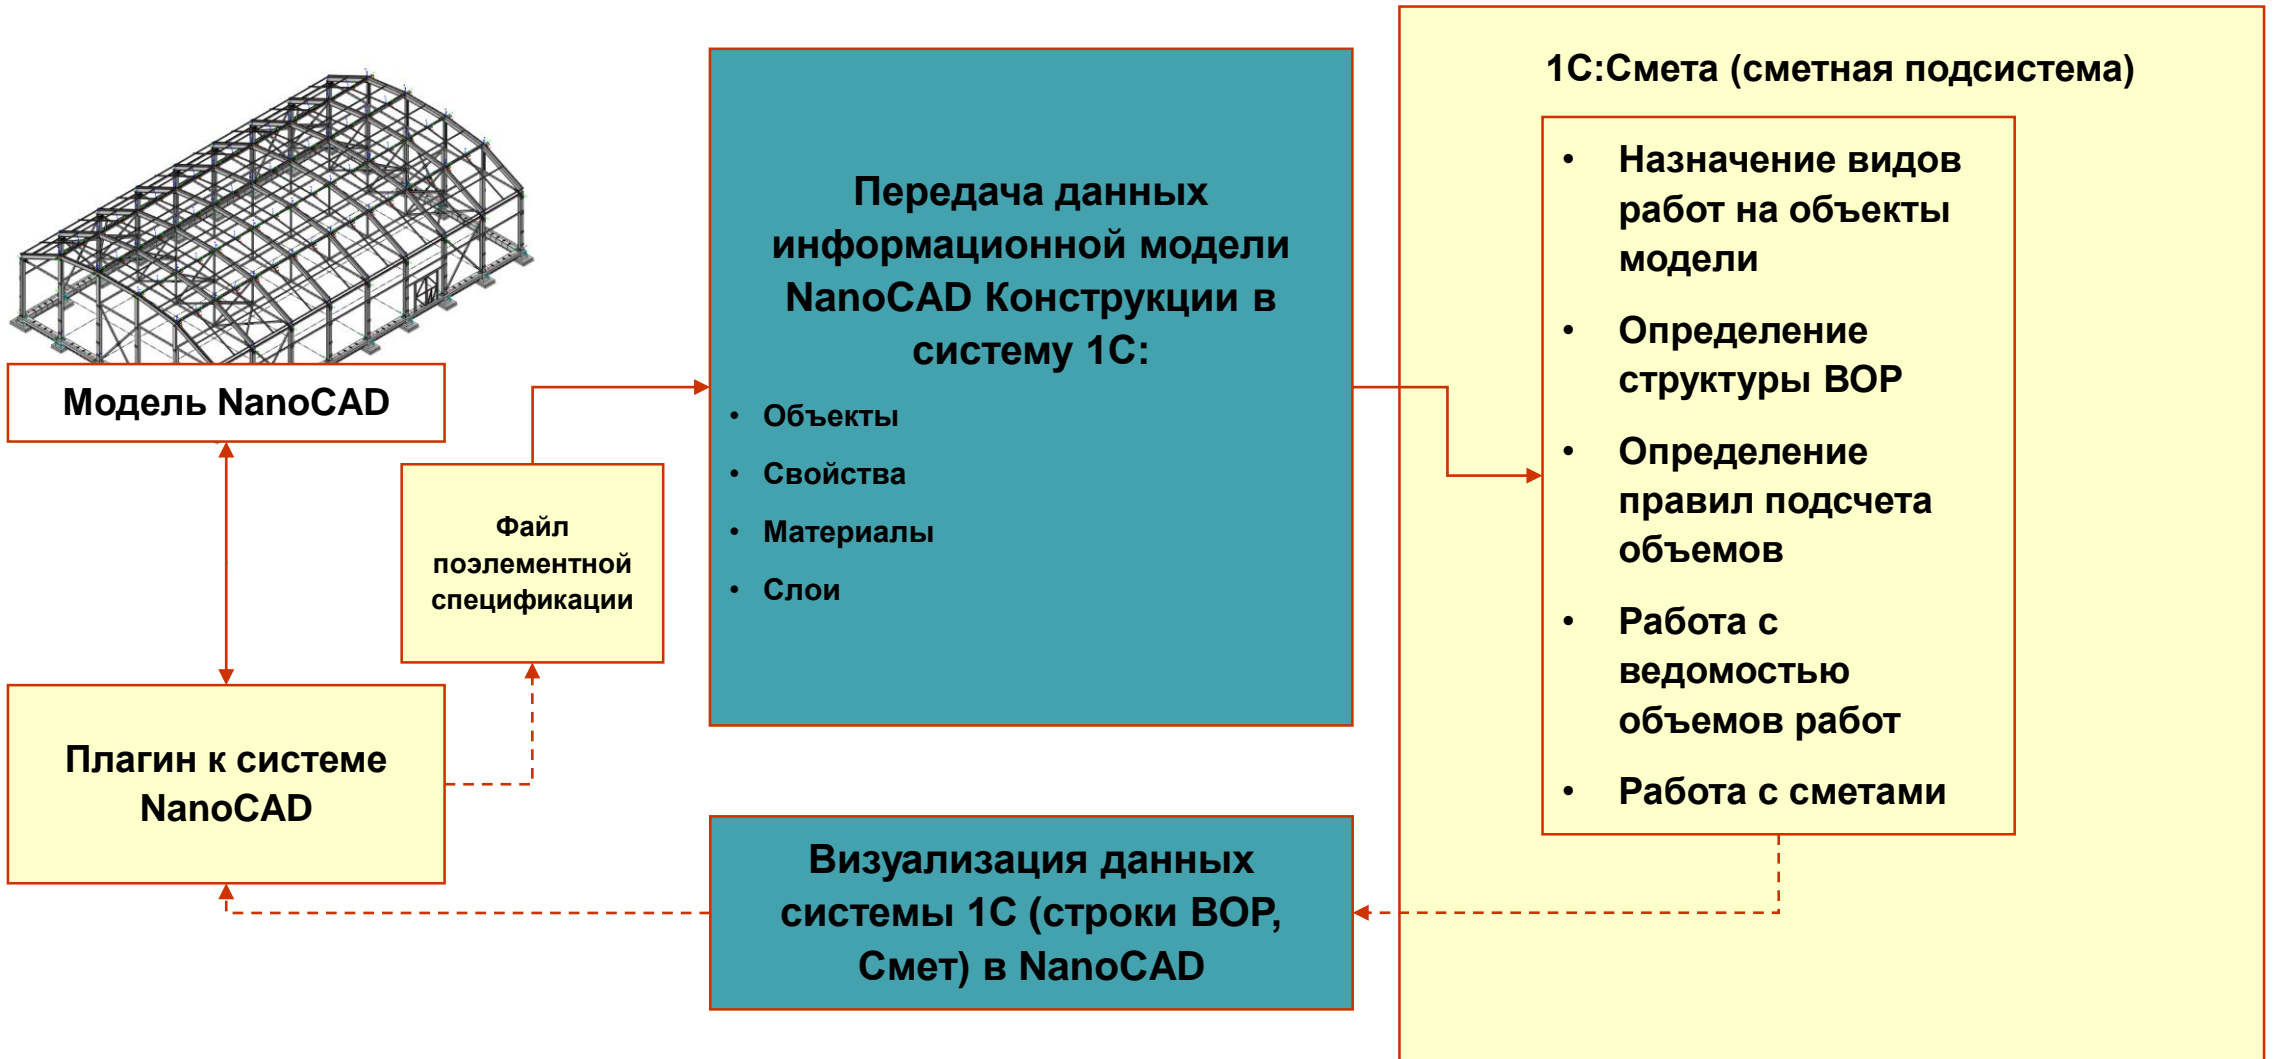 Модель NanoCAD
Плагин к системе
NanoCAD
Файл
поэлементной
спецификации
Передача данных
информационной модели
NanoCAD Конструкции в
систему 1С:
• Объекты
• Свойства
• Материалы
• Слои
Визуализация данных
системы 1С (строки ВОР,
Смет) в NanoCAD
1С:Смета (сметная подсистема)
• Назначение видов
работ на объекты
модели
• Определение
структуры ВОР
• Определение
правил подсчета
объемов
• Работа с
ведомостью
объемов работ
• Работа с сметами